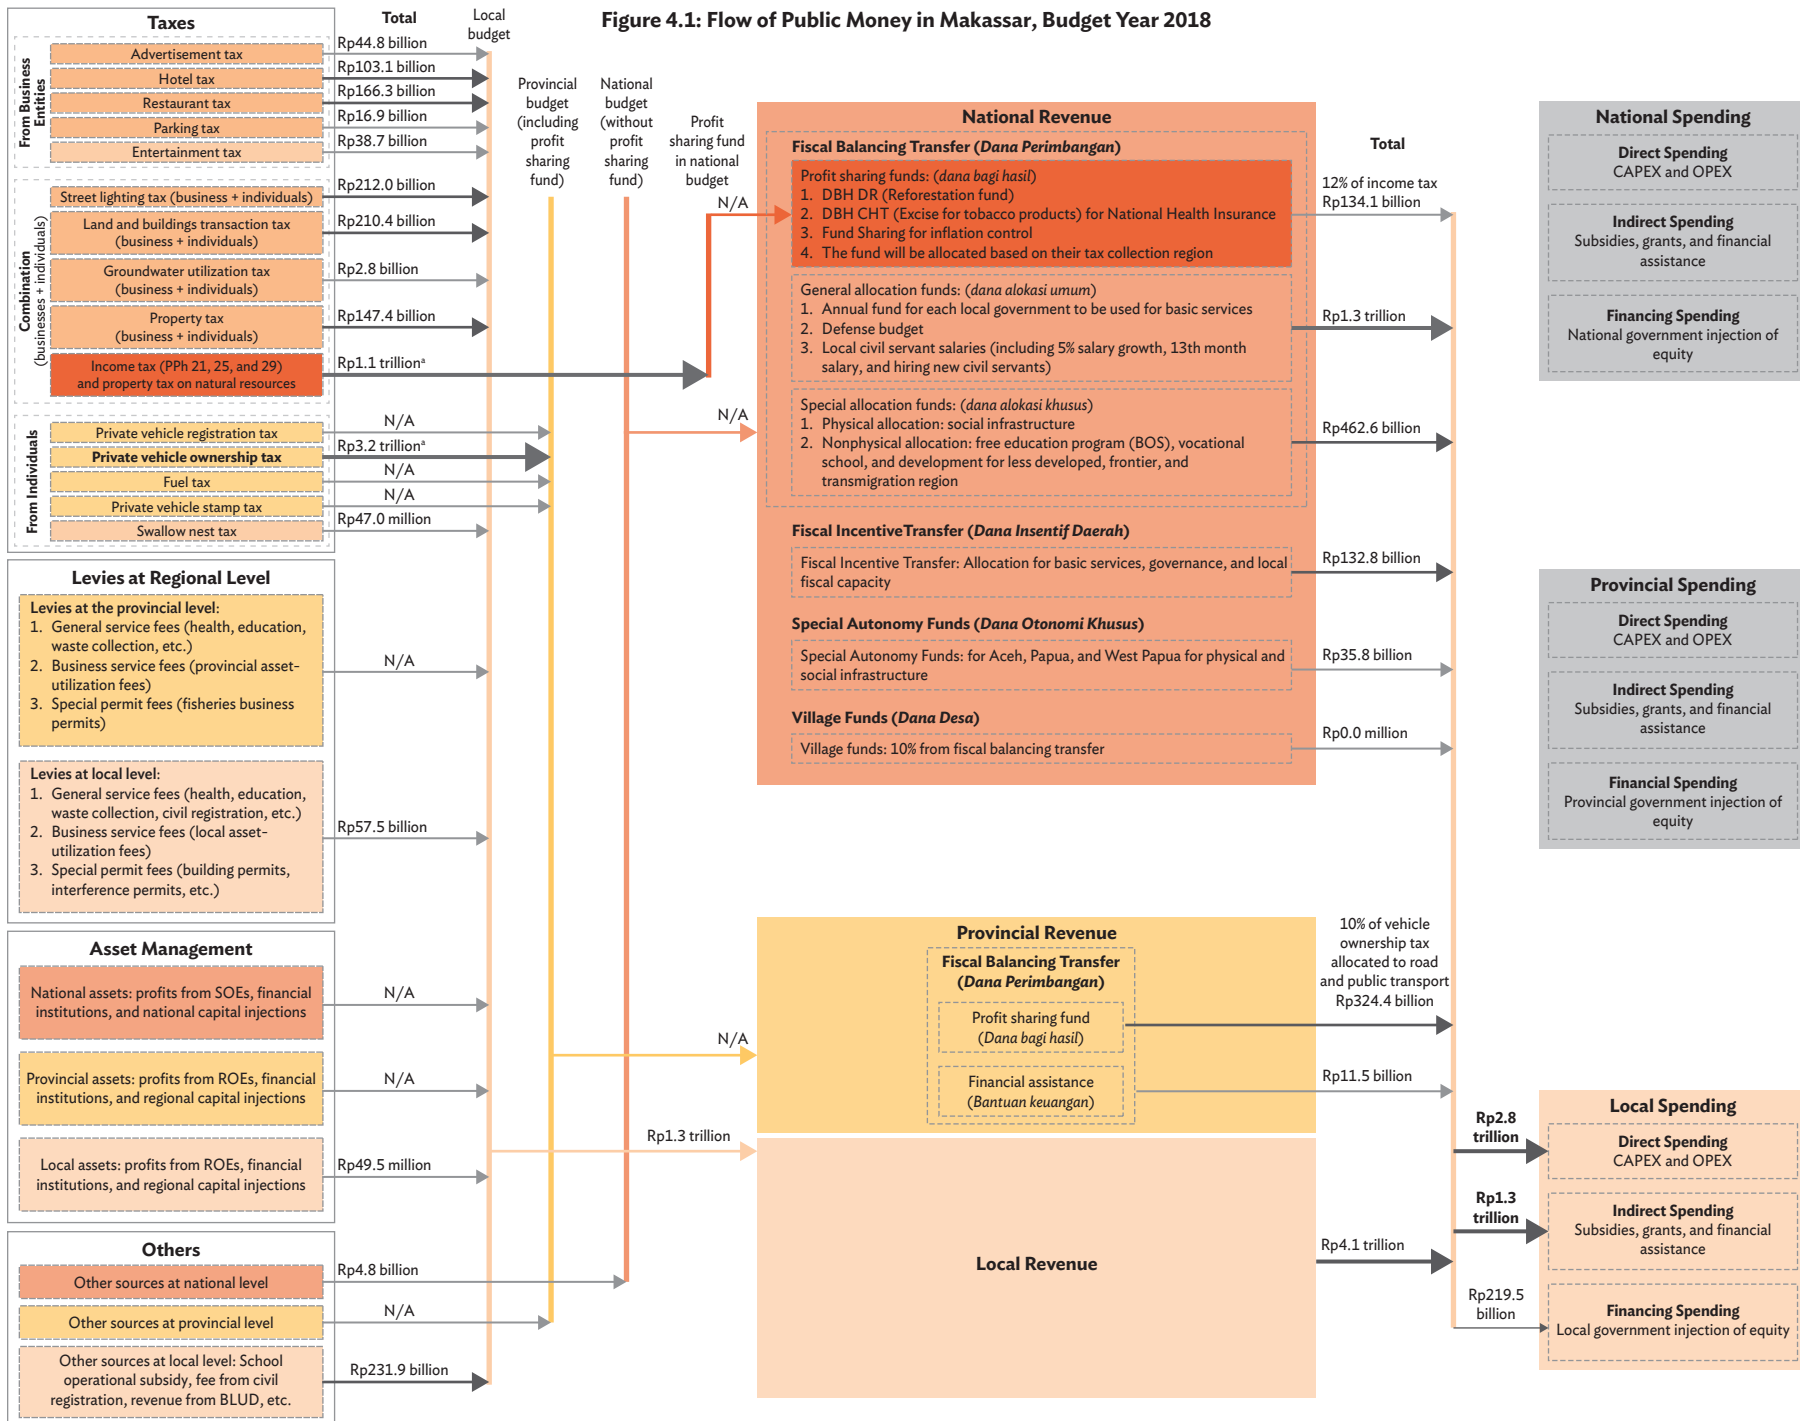 Figure 4.1: Flow of Public Money in Makassar, Budget Year 2018
Taxes
Total
Local
budget
From Business
Entities
Advertisement tax
Rp44.8 billion
Hotel tax
Rp103.1 billion
Restaurant tax
Rp166.3 billion
Parking tax
Rp16.9 billion
Entertainment tax
Rp38.7 billion
Combination
(businesses + individuals)
Street lighting tax (business + individuals)
Rp212.0 billion
Land and buildings transaction tax
(business + individuals)
Rp210.4 billion
Groundwater utilization tax
(business + individuals)
Rp2.8 billion
Property tax
(business + individuals)
Rp147.4 billion
Income tax (PPh 21, 25, and 29)
and property tax on natural resources
Rp1.1 trillionᵃ
From Individuals
Private vehicle registration tax
N/A
Private vehicle ownership tax
Rp3.2 trillionᵃ
Fuel tax
N/A
Private vehicle stamp tax
N/A
Swallow nest tax
Rp47.0 million
Levies at Regional Level
Levies at the provincial level:
1. General service fees (health, education,
waste collection, etc.)
2. Business service fees (provincial asset-
utilization fees)
3. Special permit fees (fisheries business
permits)
N/A
Levies at local level:
1. General service fees (health, education,
waste collection, civil registration, etc.)
2. Business service fees (local asset-
utilization fees)
3. Special permit fees (building permits,
interference permits, etc.)
Rp57.5 billion
Asset Management
National assets: profits from SOEs, financial
institutions, and national capital injections
N/A
Provincial assets: profits from ROEs, financial
institutions, and regional capital injections
N/A
Local assets: profits from ROEs, financial
institutions, and regional capital injections
Rp49.5 million
Others
Other sources at national level
Rp4.8 billion
Other sources at provincial level
N/A
Other sources at local level: School
operational subsidy, fee from civil
registration, revenue from BLUD, etc.
Rp231.9 billion
Provincial
budget
(including
profit
sharing
fund)
National
budget
(without
profit
sharing
fund)
Profit
sharing fund
in national
budget
N/A
N/A
N/A
Rp1.3 trillion
National Revenue
Fiscal Balancing Transfer (Dana Perimbangan)
Profit sharing funds: (dana bagi hasil)
1. DBH DR (Reforestation fund)
2. DBH CHT (Excise for tobacco products) for National Health Insurance
3. Fund Sharing for inflation control
4. The fund will be allocated based on their tax collection region
General allocation funds: (dana alokasi umum)
1. Annual fund for each local government to be used for basic services
2. Defense budget
3. Local civil servant salaries (including 5% salary growth, 13th month
salary, and hiring new civil servants)
Special allocation funds: (dana alokasi khusus)
1. Physical allocation: social infrastructure
2. Nonphysical allocation: free education program (BOS), vocational
school, and development for less developed, frontier, and
transmigration region
Fiscal IncentiveTransfer (Dana Insentif Daerah)
Fiscal Incentive Transfer: Allocation for basic services, governance, and local
fiscal capacity
Special Autonomy Funds (Dana Otonomi Khusus)
Special Autonomy Funds: for Aceh, Papua, and West Papua for physical and
social infrastructure
Village Funds (Dana Desa)
Village funds: 10% from fiscal balancing transfer
Total
12% of income tax
Rp134.1 billion
Rp1.3 trillion
Rp462.6 billion
Rp132.8 billion
Rp35.8 billion
Rp0.0 million
Provincial Revenue
Fiscal Balancing Transfer
(Dana Perimbangan)
Profit sharing fund
(Dana bagi hasil)
Financial assistance
(Bantuan keuangan)
10% of vehicle
ownership tax
allocated to road
and public transport
Rp324.4 billion
Rp11.5 billion
Local Revenue
Rp4.1 trillion
National Spending
Direct Spending
CAPEX and OPEX
Indirect Spending
Subsidies, grants, and financial
assistance
Financing Spending
National government injection of
equity
Provincial Spending
Direct Spending
CAPEX and OPEX
Indirect Spending
Subsidies, grants, and financial
assistance
Financial Spending
Provincial government injection of
equity
Local Spending
Rp2.8
trillion
Direct Spending
CAPEX and OPEX
Rp1.3
trillion
Indirect Spending
Subsidies, grants, and financial
assistance
Rp219.5
billion
Financing Spending
Local government injection of equity